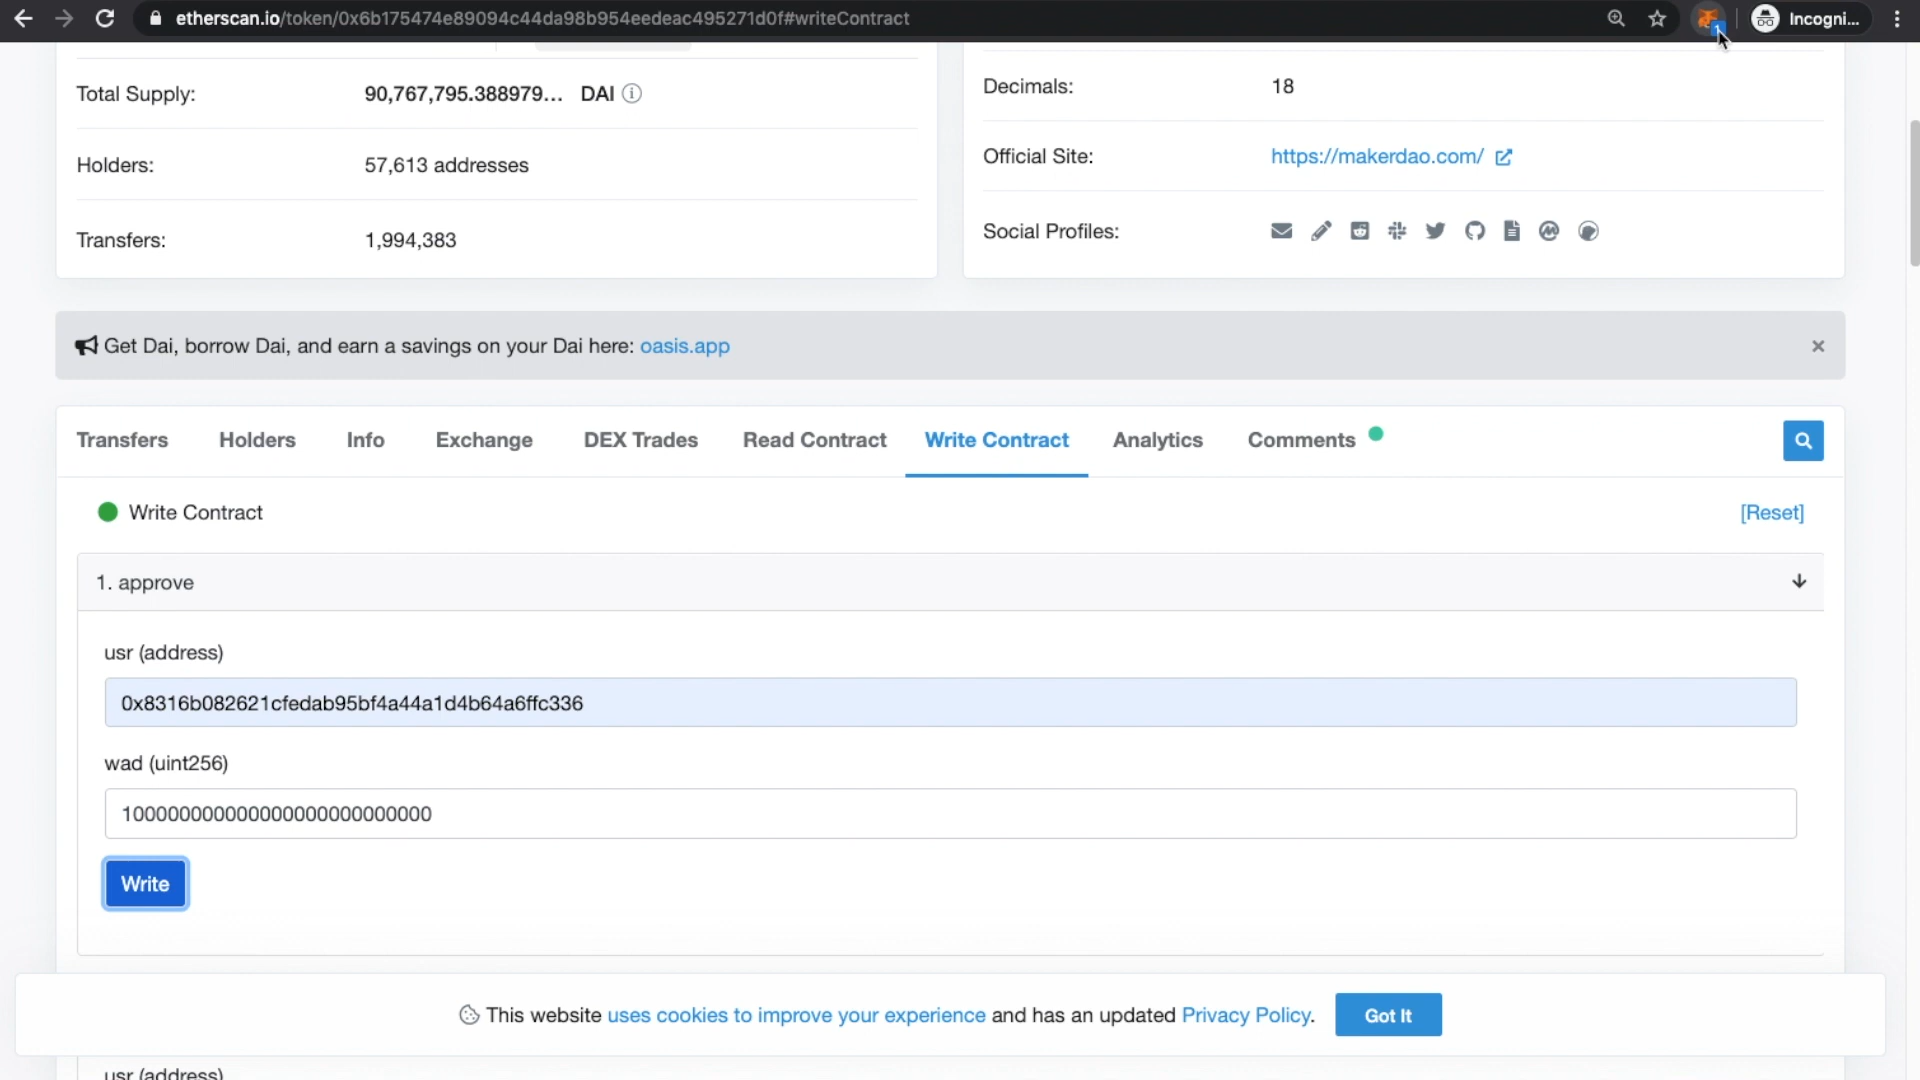 etherscan.io/token/0x6b175474e89094c44da98b954eedeac495271d0f#writeContract
1
Incogni...
Total Supply:
90,767,795.388979... DAI
Holders:
57,613 addresses
Transfers:
1,994,383
Decimals:
18
Official Site:
https://makerdao.com/
Social Profiles:
Get Dai, borrow Dai, and earn a savings on your Dai here: oasis.app
Transfers Holders Info Exchange DEX Trades Read Contract Write Contract Analytics Comments
Write Contract
[Reset]
1. approve
usr (address)
0x8316b082621cfedab95bf4a44a1d4b64a6ffc336
wad (uint256)
1000000000000000000000000000
Write
This website uses cookies to improve your experience and has an updated Privacy Policy.
Got It
usr (address)